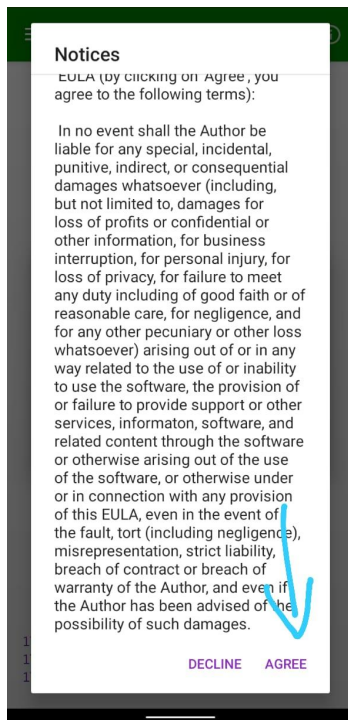 Notices
EULA (by clicking on 'Agree', you
agree to the following terms):
In no event shall the Author be
liable for any special, incidental,
punitive, indirect, or consequential
damages whatsoever (including,
but not limited to, damages for
loss of profits or confidential or
other information, for business
interruption, for personal injury, for
loss of privacy, for failure to meet
any duty including of good faith or of
reasonable care, for negligence, and
for any other pecuniary or other loss
whatsoever) arising out of or in any
way related to the use of or inability
to use the software, the provision of
or failure to provide support or other
services, informaton, software, and
related content through the software
or otherwise arising out of the use
of the software, or otherwise under
or in connection with any provision
of this EULA, even in the event of
the fault, tort (including negligence),
misrepresentation, strict liability,
breach of contract or breach of
warranty of the Author, and even if
the Author has been advised of the
possibility of such damages.
DECLINE AGREE